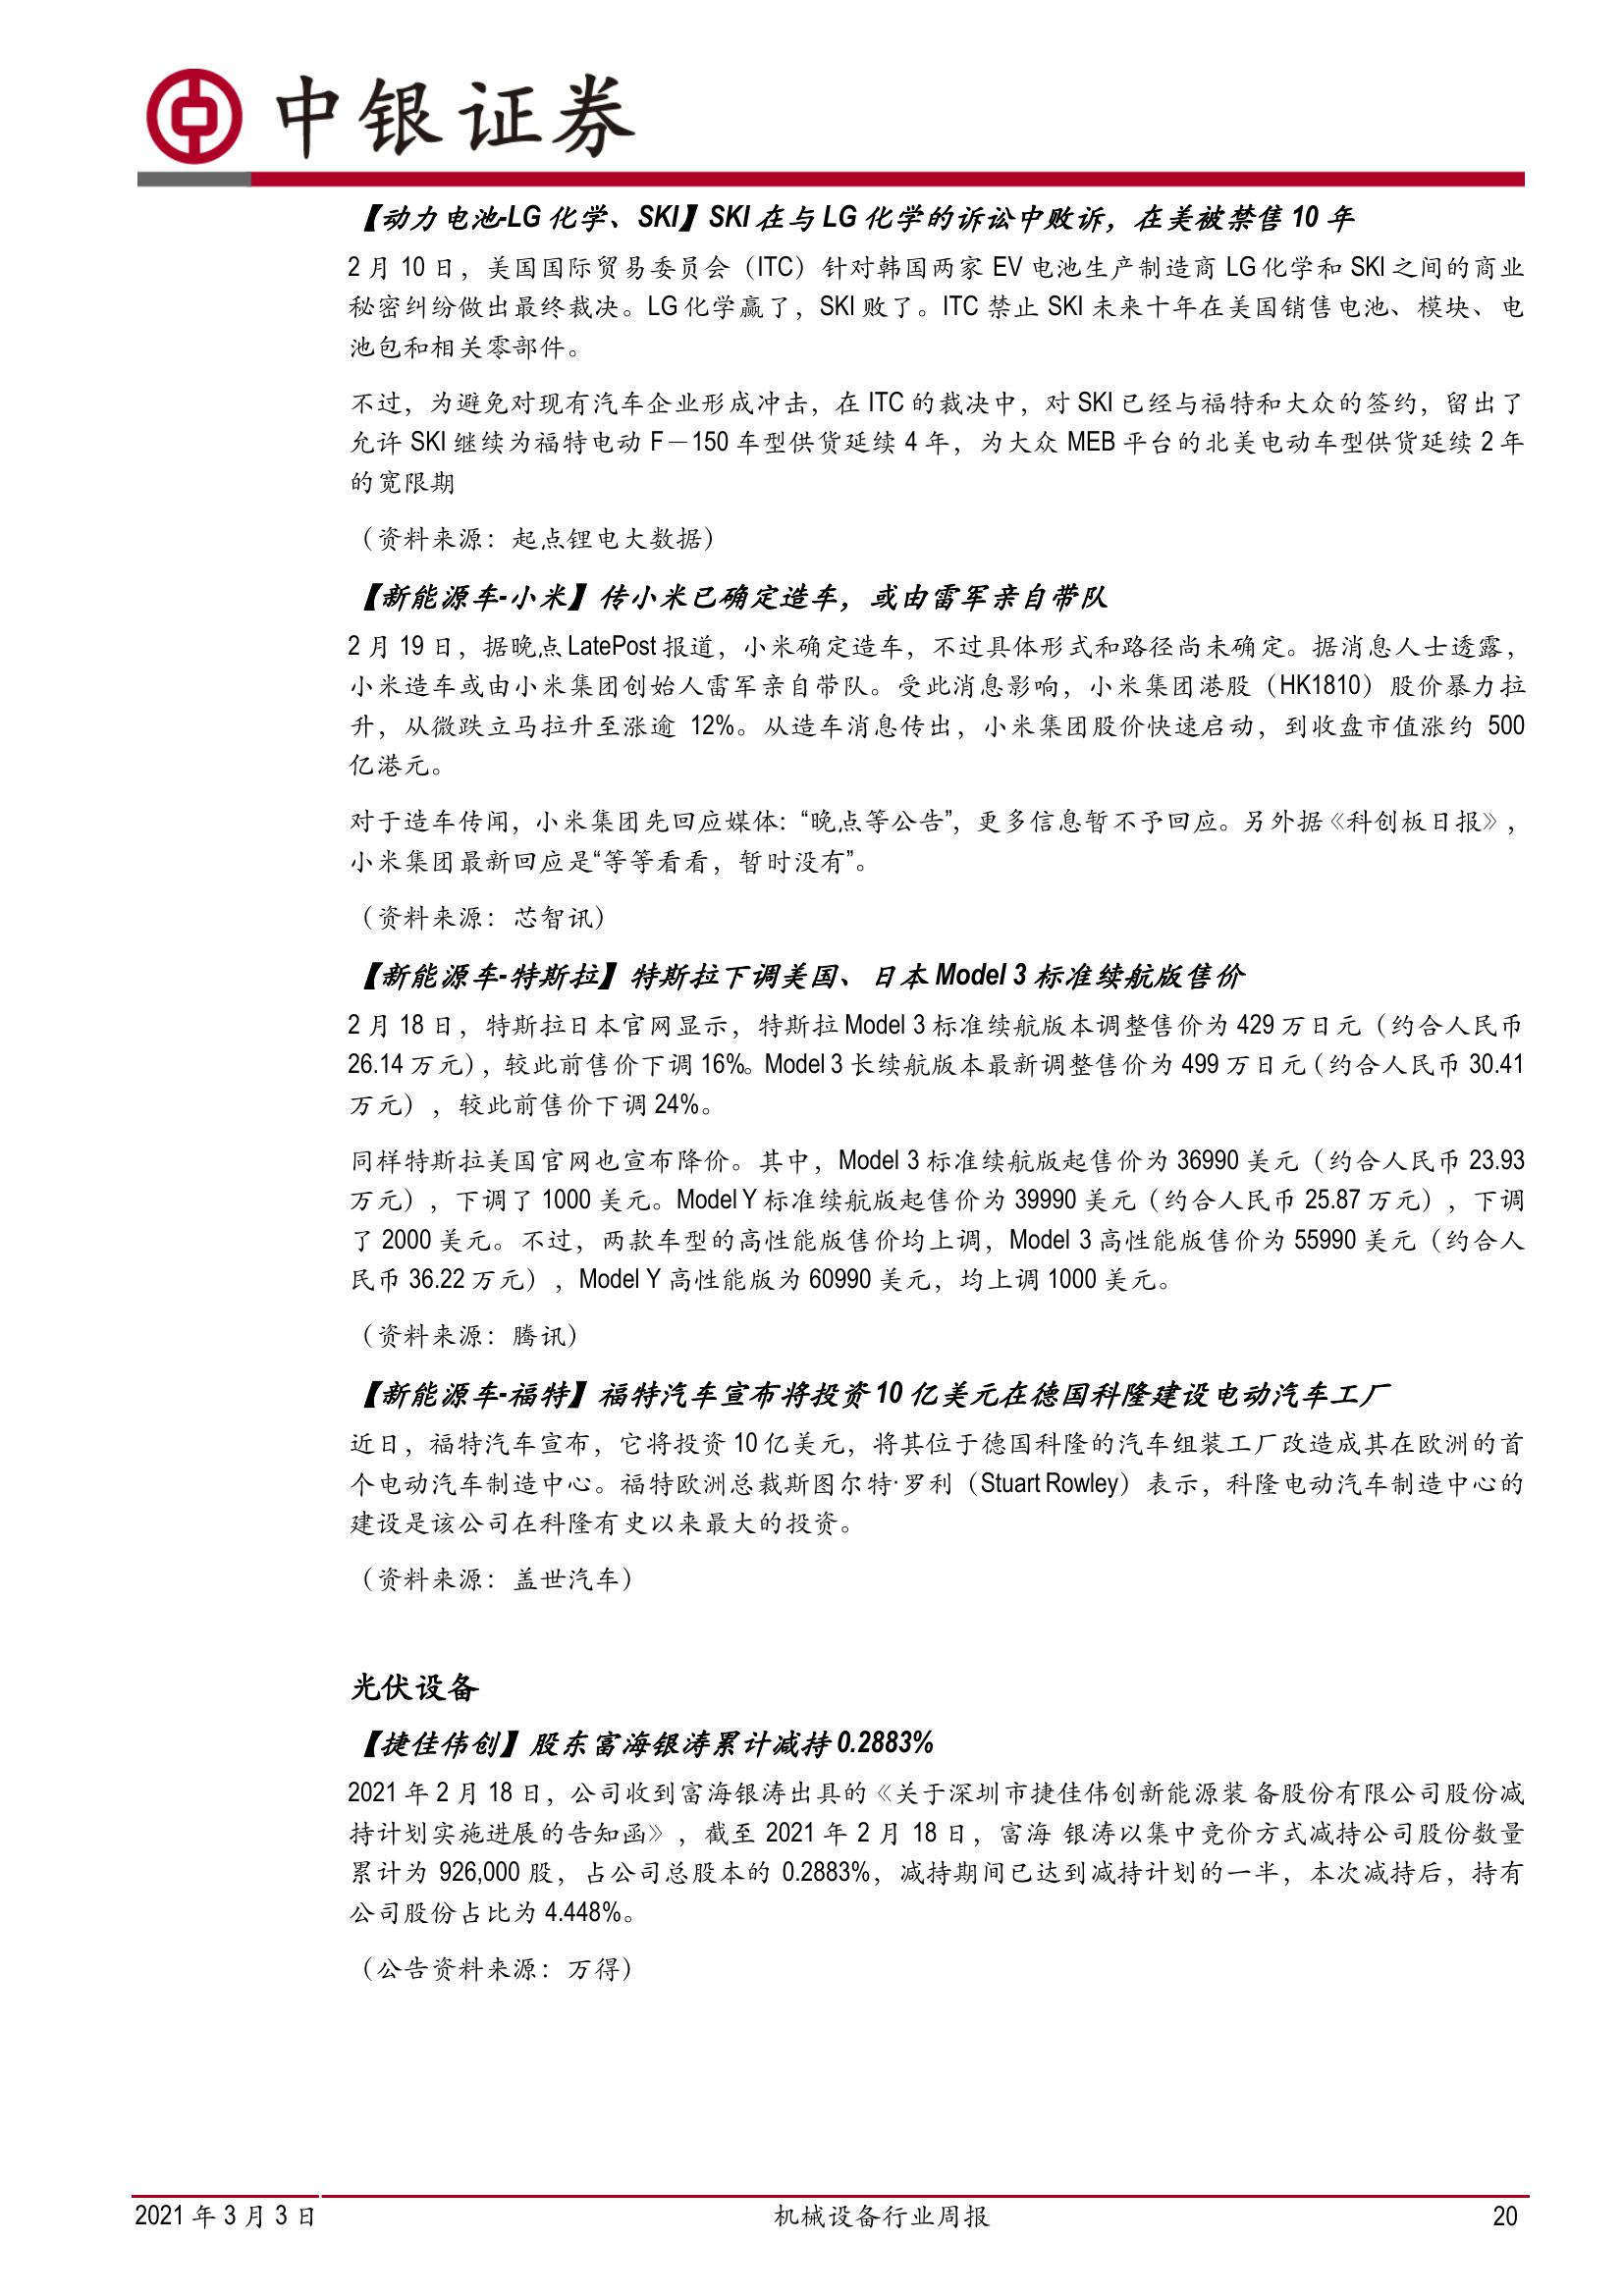 中银证券
【动力电池-LG 化学、SKI】SKI 在与 LG 化学的诉讼中败诉，在美被禁售 10 年
2 月 10 日，美国国际贸易委员会（ITC）针对韩国两家 EV 电池生产制造商 LG 化学和 SKI 之间的商业
秘密纠纷做出最终裁决。LG 化学赢了，SKI 败了。ITC 禁止 SKI 未来十年在美国销售电池、模块、电
池包和相关零部件。
不过，为避免对现有汽车企业形成冲击，在 ITC 的裁决中，对 SKI 已经与福特和大众的签约，留出了
允许 SKI 继续为福特电动 F－150 车型供货延续 4 年，为大众 MEB 平台的北美电动车型供货延续 2 年
的宽限期
（资料来源：起点锂电大数据）
【新能源车-小米】传小米已确定造车，或由雷军亲自带队
2 月 19 日，据晚点 LatePost 报道，小米确定造车，不过具体形式和路径尚未确定。据消息人士透露，
小米造车或由小米集团创始人雷军亲自带队。受此消息影响，小米集团港股（HK1810）股价暴力拉
升，从微跌立马拉升至涨逾 12%。从造车消息传出，小米集团股价快速启动，到收盘市值涨约 500
亿港元。
对于造车传闻，小米集团先回应媒体：“晚点等公告”，更多信息暂不予回应。另外据《科创板日报》，
小米集团最新回应是“等等看看，暂时没有”。
（资料来源：芯智讯）
【新能源车-特斯拉】特斯拉下调美国、日本 Model 3 标准续航版售价
2 月 18 日，特斯拉日本官网显示，特斯拉 Model 3 标准续航版本调整售价为 429 万日元（约合人民币
26.14 万元），较此前售价下调 16%。Model 3 长续航版本最新调整售价为 499 万日元（约合人民币 30.41
万元），较此前售价下调 24%。
同样特斯拉美国官网也宣布降价。其中，Model 3 标准续航版起售价为 36990 美元（约合人民币 23.93
万元），下调了 1000 美元。Model Y 标准续航版起售价为 39990 美元（约合人民币 25.87 万元），下调
了 2000 美元。不过，两款车型的高性能版售价均上调，Model 3 高性能版售价为 55990 美元（约合人
民币 36.22 万元），Model Y 高性能版为 60990 美元，均上调 1000 美元。
（资料来源：腾讯）
【新能源车-福特】福特汽车宣布将投资 10 亿美元在德国科隆建设电动汽车工厂
近日，福特汽车宣布，它将投资 10 亿美元，将其位于德国科隆的汽车组装工厂改造成其在欧洲的首
个电动汽车制造中心。福特欧洲总裁斯图尔特·罗利（Stuart Rowley）表示，科隆电动汽车制造中心的
建设是该公司在科隆有史以来最大的投资。
（资料来源：盖世汽车）
光伏设备
【捷佳伟创】股东富海银涛累计减持 0.2883%
2021 年 2 月 18 日，公司收到富海银涛出具的《关于深圳市捷佳伟创新能源装 备股份有限公司股份减
持计划实施进展的告知函》，截至 2021 年 2 月 18 日，富海 银涛以集中竞价方式减持公司股份数量
累计为 926,000 股，占公司总股本的 0.2883%，减持期间已达到减持计划的一半，本次减持后，持有
公司股份占比为 4.448%。
（公告资料来源：万得）
2021 年 3 月 3 日 机械设备行业周报 20